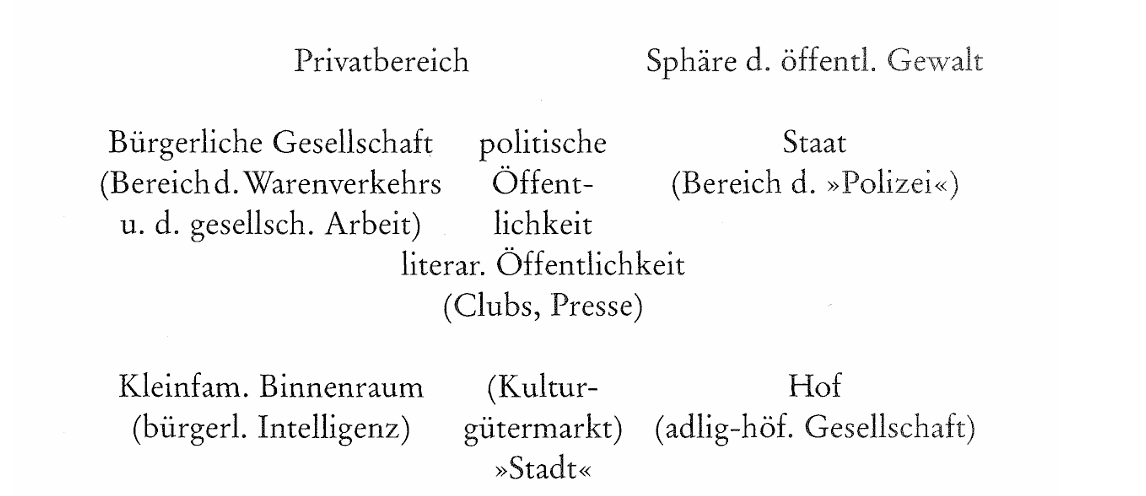 Privatbereich Sphäre d. öffentl. Gewalt
Bürgerliche Gesellschaft politische Staat
(Bereich d. Warenverkehrs Öffent- (Bereich d. »Polizei«)
u. d. gesellsch. Arbeit) lichkeit
literar. Öffentlichkeit
(Clubs, Presse)
Kleinfam. Binnenraum (Kultur- Hof
(bürgerl. Intelligenz) gütermarkt) (adlig-höf. Gesellschaft)
»Stadt«